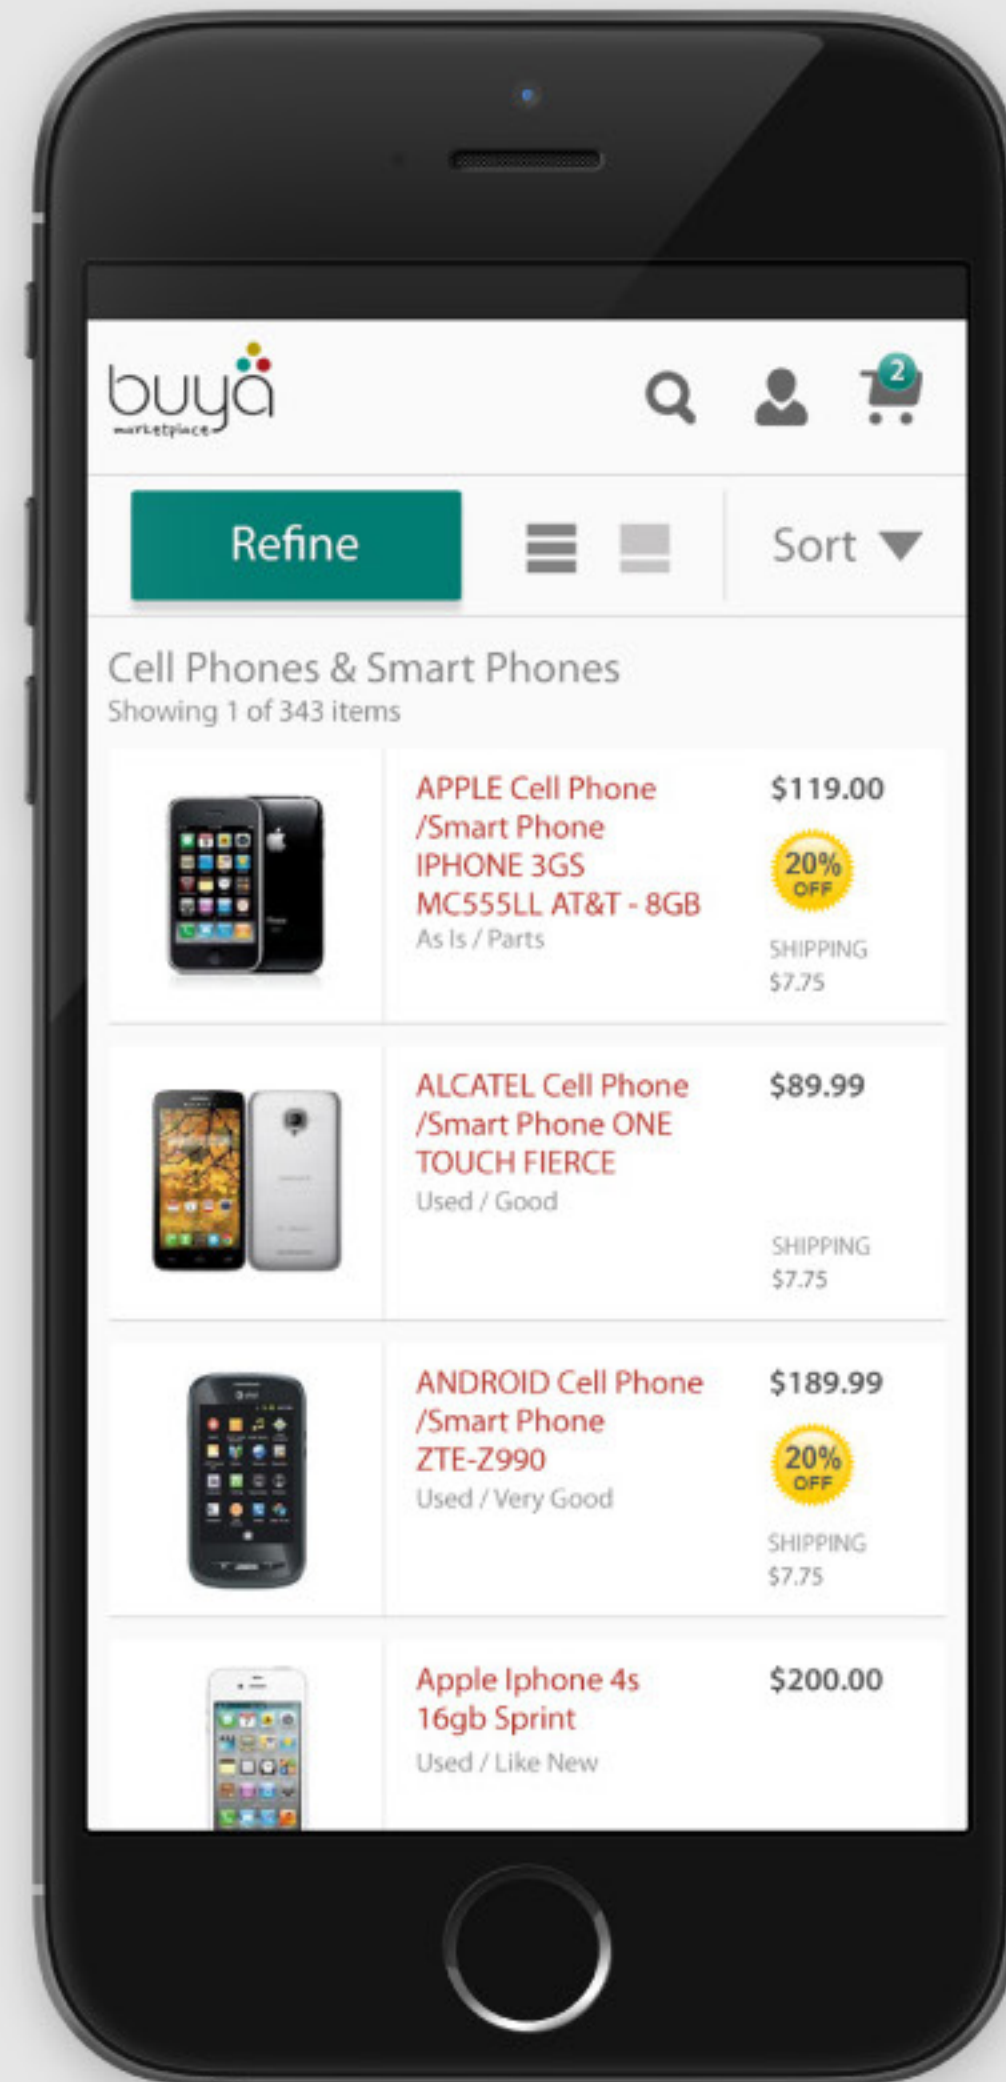 buya
marketplace
2
Refine
Sort
Cell Phones & Smart Phones
Showing 1 of 343 items
APPLE Cell Phone
/Smart Phone
IPHONE 3GS
MC555LL AT&T - 8GB
As Is / Parts
$119.00
20%
OFF
SHIPPING
$7.75
ALCATEL Cell Phone
/Smart Phone ONE
TOUCH FIERCE
Used / Good
$89.99
SHIPPING
$7.75
ANDROID Cell Phone
/Smart Phone
ZTE-Z990
Used / Very Good
$189.99
20%
OFF
SHIPPING
$7.75
Apple Iphone 4s
16gb Sprint
Used / Like New
$200.00